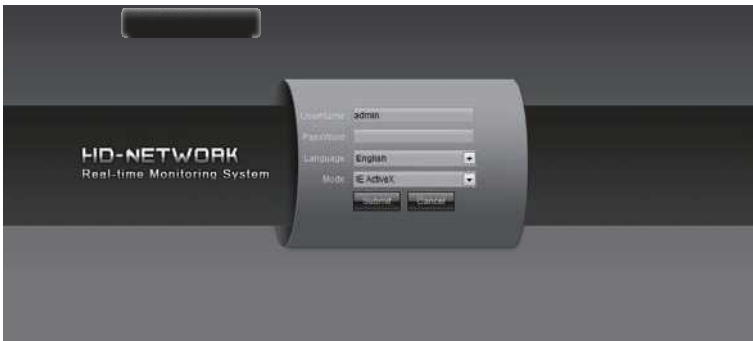 HD-NETWORK
Real-time Monitoring System
UserName admin
PassWord
Language English
Mode IE ActiveX
Submit Cancel